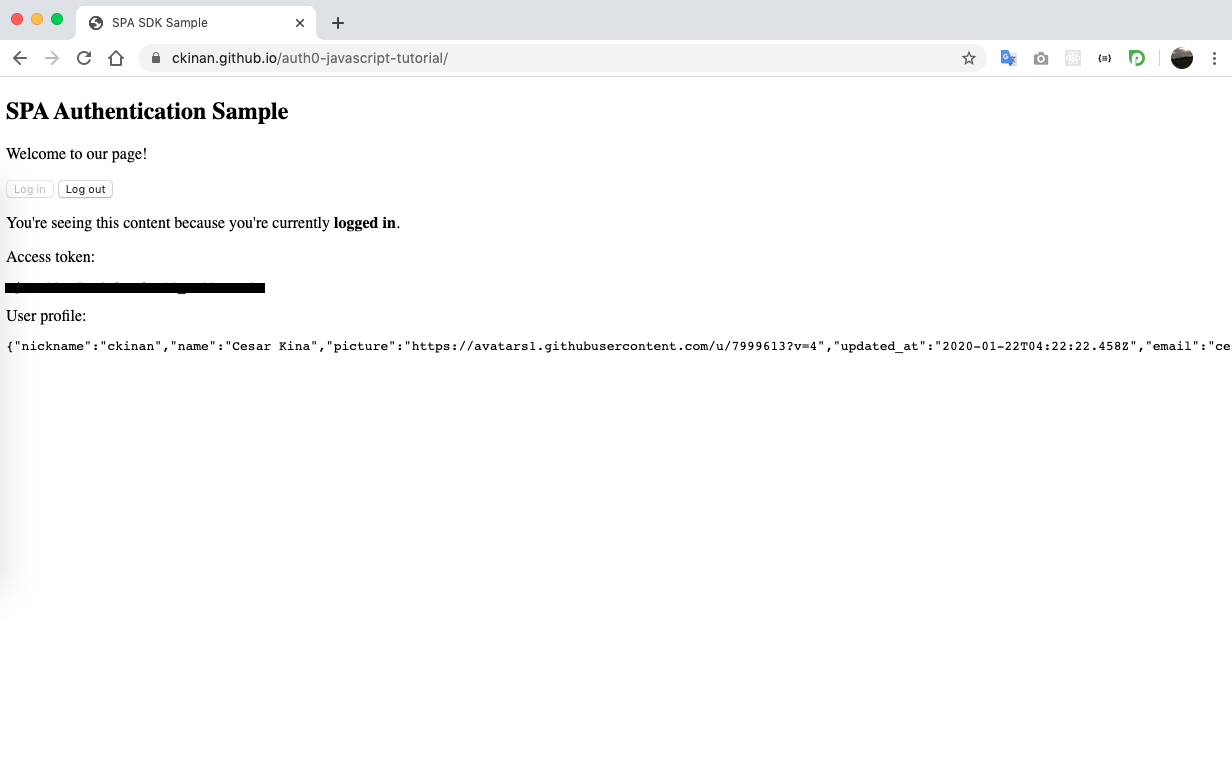 SPA SDK Sample
ckinan.github.io/auth0-javascript-tutorial/
SPA Authentication Sample
Welcome to our page!
Log in Log out
You're seeing this content because you're currently logged in.
Access token:
User profile:
{"nickname":"ckinan","name":"Cesar Kina","picture":"https://avatars1.githubusercontent.com/u/7999613?v=4","updated_at":"2020-01-22T04:22:22.458Z","email":"ce